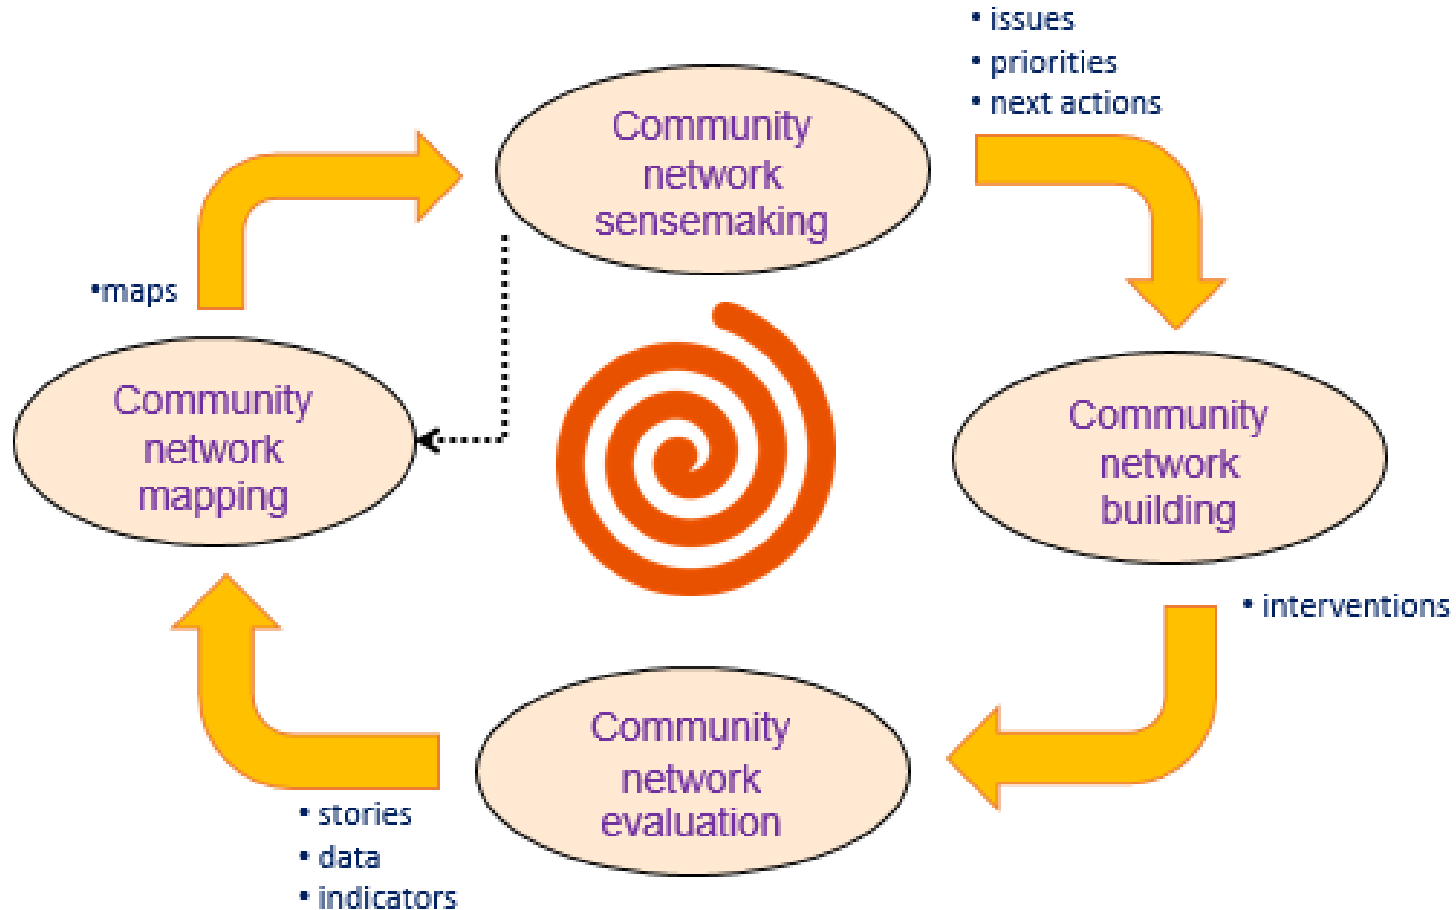 • issues
• priorities
• next actions
Community
network
sensemaking
•maps
Community
network
mapping
Community
network
building
• interventions
Community
network
evaluation
• stories
• data
• indicators